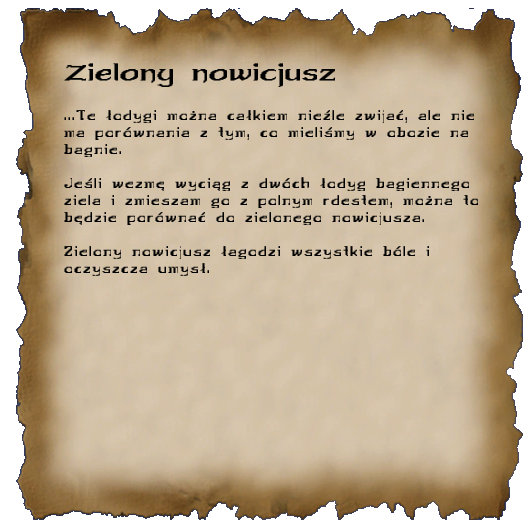 Zielony nowicjusz
...Te łodygi można całkiem nieźle zwijać, ale nie
ma porównania z tym, co mieliśmy w obozie na
bagnie.
Jeśli wezmę wyciąg z dwóch łodyg bagiennego
ziela i zmieszam go z polnym rdestem, można to
będzie porównać do zielonego nowicjusza.
Zielony nowicjusz łagodzi wszystkie bóle i
oczyszcza umysł.